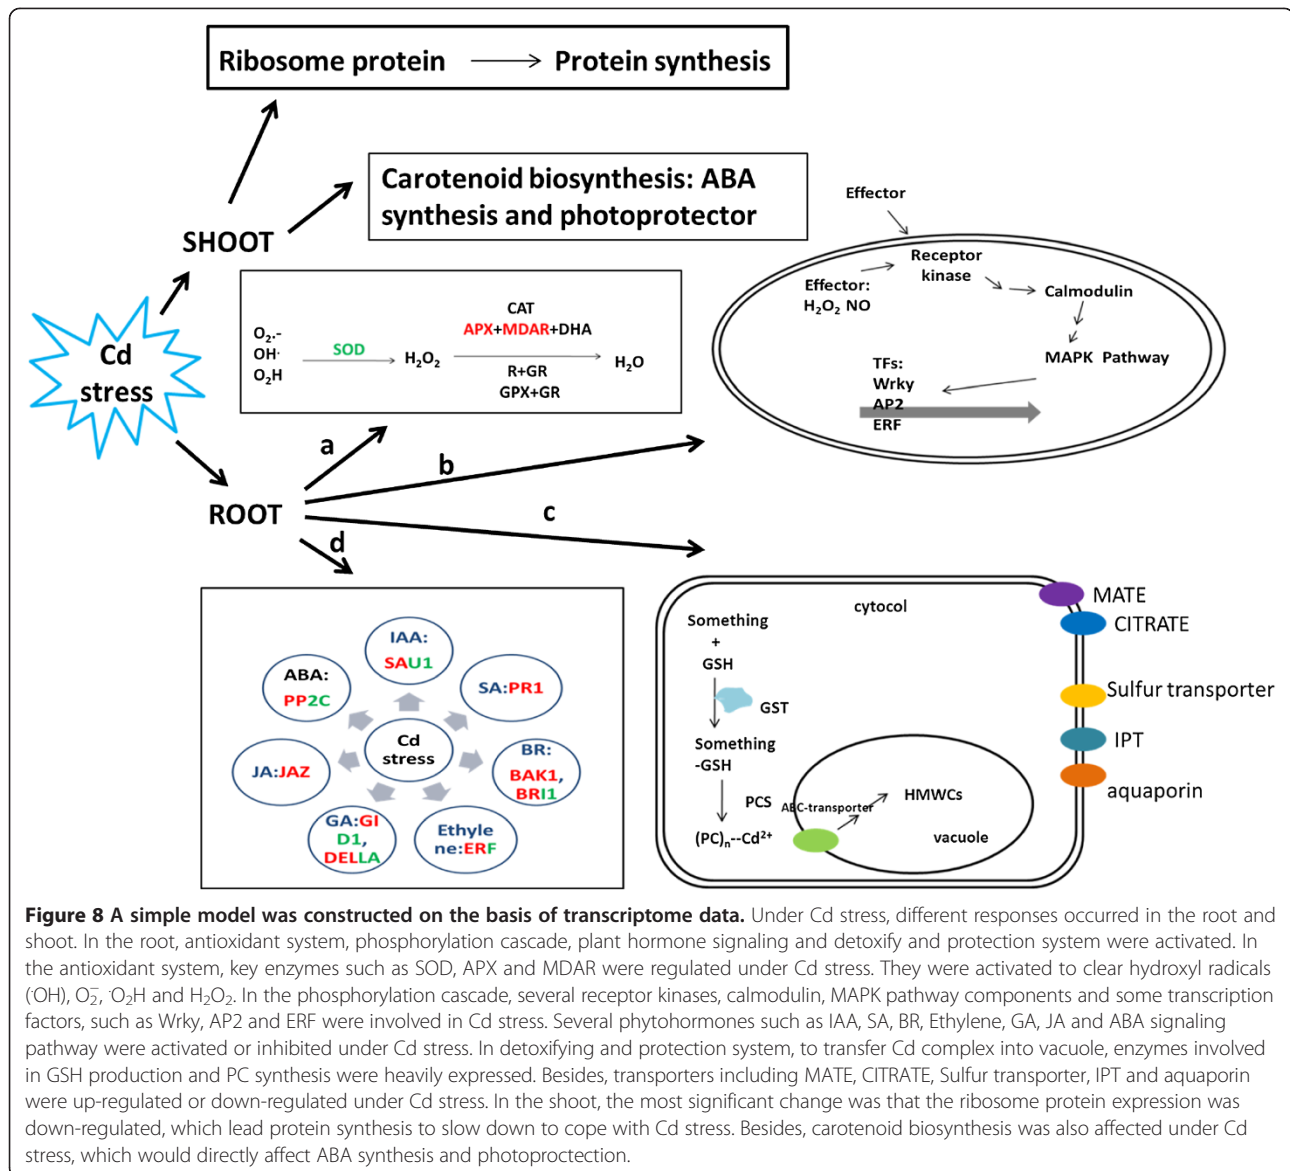 Ribosome protein → Protein synthesis
Carotenoid biosynthesis: ABA
synthesis and photoprotector
SHOOT
Cd
stress
ROOT
a
b
c
d
O₂.-
OH·
O₂H
SOD
H₂O₂
CAT
APX+MDAR+DHA
R+GR
GPX+GR
H₂O
Effector
Receptor
kinase
Effector:
H₂O₂ NO
Calmodulin
MAPK Pathway
TFs:
Wrky
AP2
ERF
IAA:
SAU1
SA:PR1
BR:
BAK1,
BRI1
Ethyle
ne:ERF
GA:GI
D1,
DELLA
JA:JAZ
ABA:
PP2C
Cd
stress
cytocol
Something
+
GSH
GST
Something
-GSH
PCS
(PC)ₙ--Cd²⁺
ABC-transporter
HMWCs
vacuole
MATE
CITRATE
Sulfur transporter
IPT
aquaporin
Figure 8 A simple model was constructed on the basis of transcriptome data. Under Cd stress, different responses occurred in the root and
shoot. In the root, antioxidant system, phosphorylation cascade, plant hormone signaling and detoxify and protection system were activated. In
the antioxidant system, key enzymes such as SOD, APX and MDAR were regulated under Cd stress. They were activated to clear hydroxyl radicals
(·OH), O₂⁻, ·O₂H and H₂O₂. In the phosphorylation cascade, several receptor kinases, calmodulin, MAPK pathway components and some transcription
factors, such as Wrky, AP2 and ERF were involved in Cd stress. Several phytohormones such as IAA, SA, BR, Ethylene, GA, JA and ABA signaling
pathway were activated or inhibited under Cd stress. In detoxifying and protection system, to transfer Cd complex into vacuole, enzymes involved
in GSH production and PC synthesis were heavily expressed. Besides, transporters including MATE, CITRATE, Sulfur transporter, IPT and aquaporin
were up-regulated or down-regulated under Cd stress. In the shoot, the most significant change was that the ribosome protein expression was
down-regulated, which lead protein synthesis to slow down to cope with Cd stress. Besides, carotenoid biosynthesis was also affected under Cd
stress, which would directly affect ABA synthesis and photoproctection.